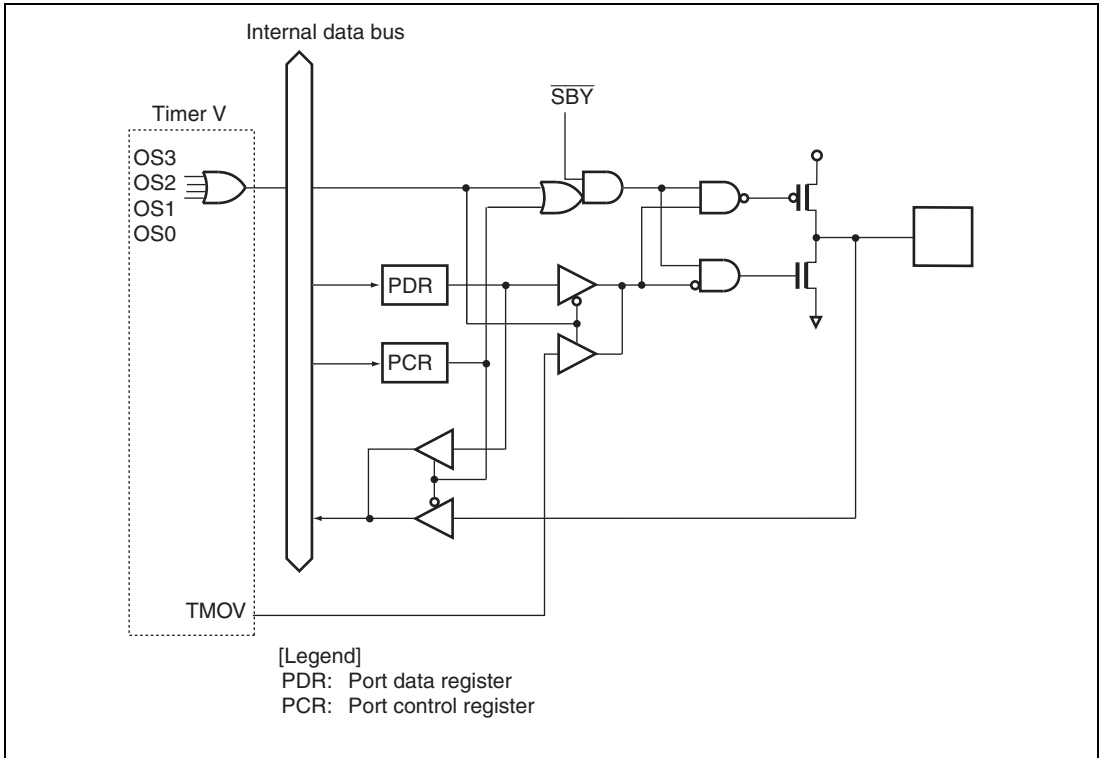 Internal data bus
SBY
Timer V
OS3
OS2
OS1
OS0
PDR
PCR
TMOV
[Legend]
PDR: Port data register
PCR: Port control register